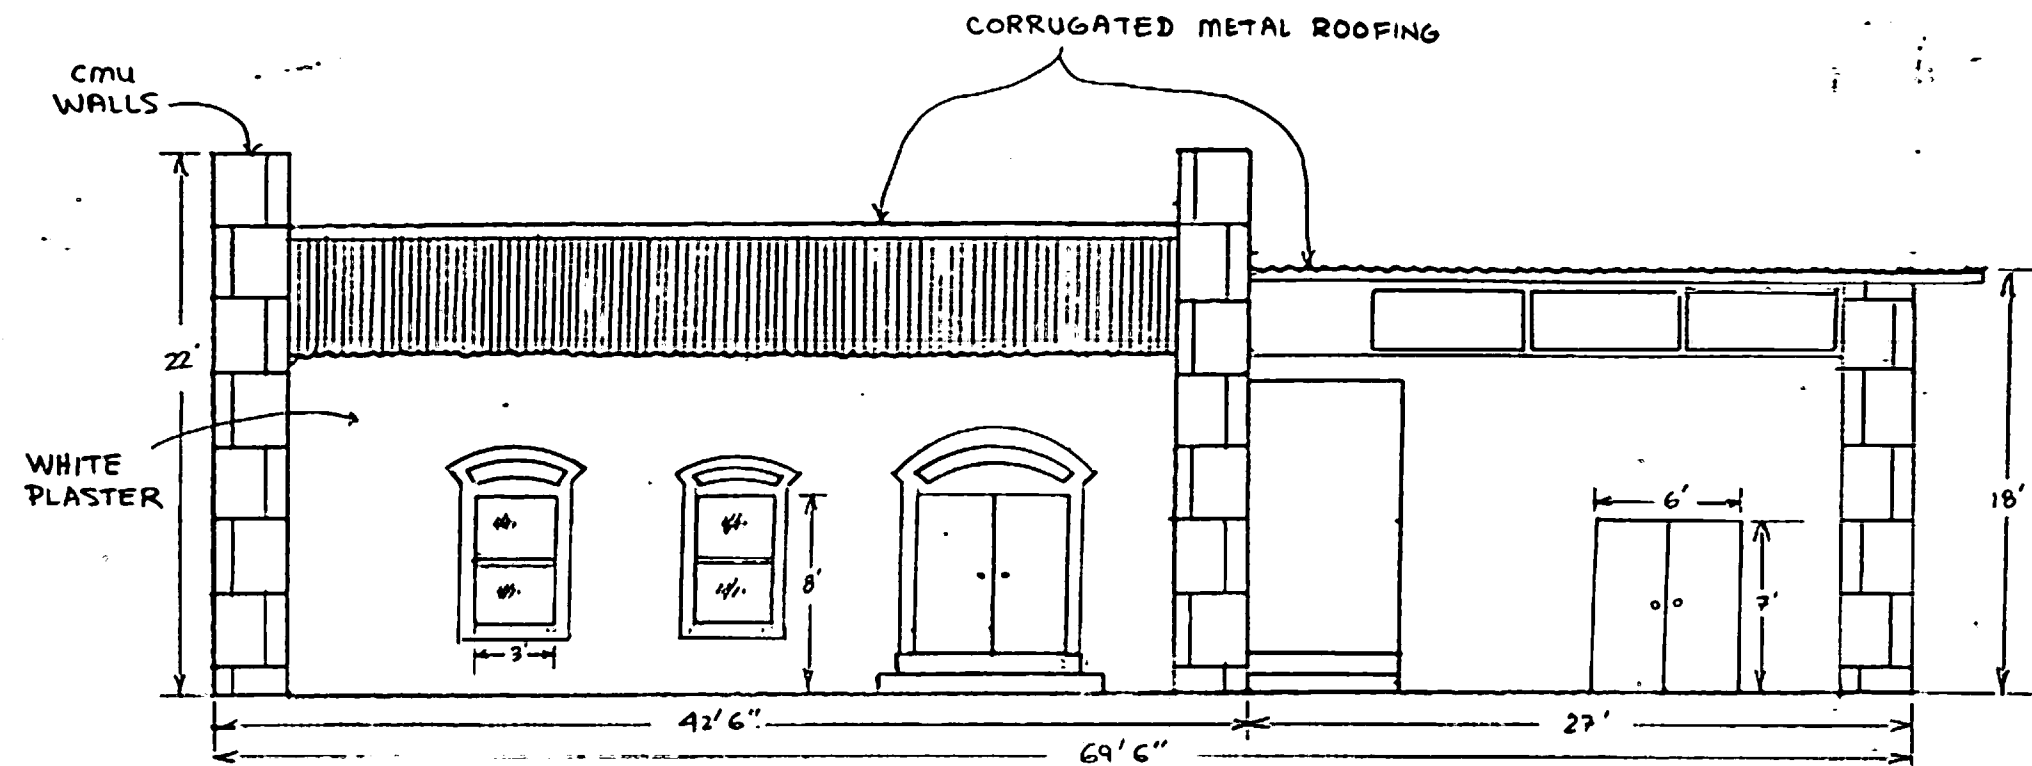 CORRUGATED METAL ROOFING
CMU
WALLS
22'
WHITE
PLASTER
6'
18'
8'
7'
3'
42' 6"
27'
69' 6"